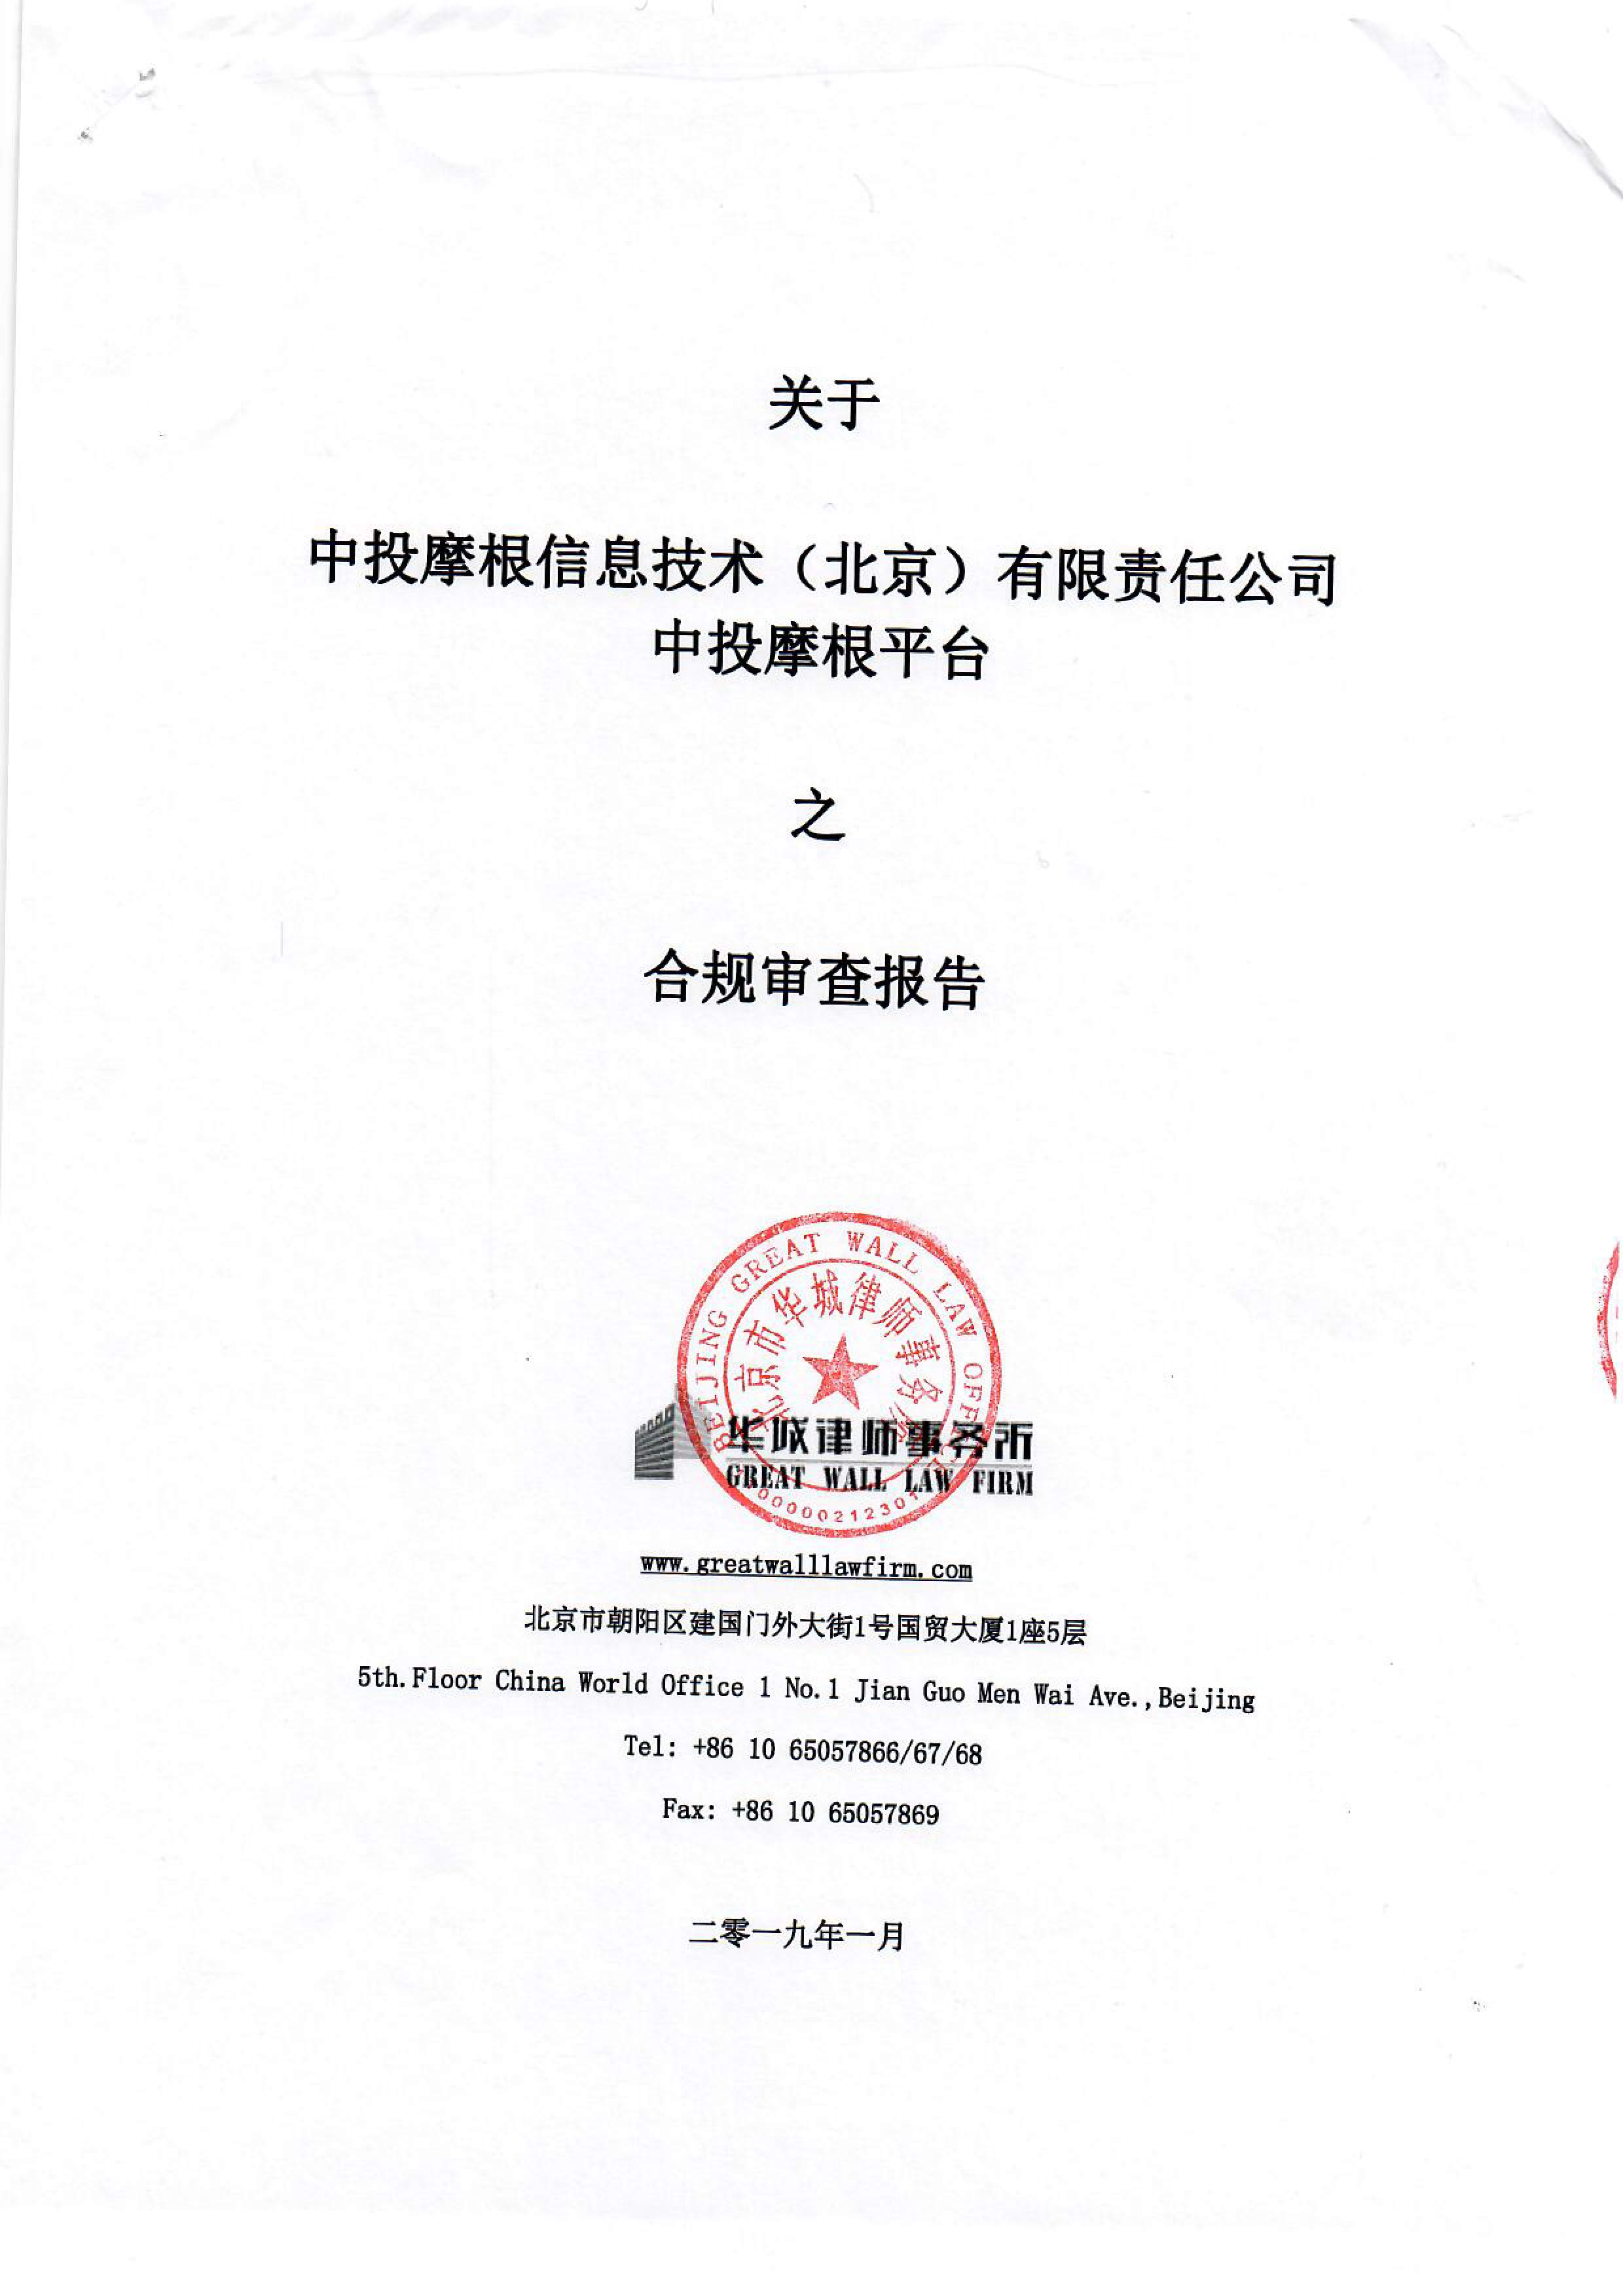 关于
中投摩根信息技术（北京）有限责任公司
中投摩根平台
之
合规审查报告
BEIJING GREAT WALL LAW OFFICE
北京市华城律师事务所
华城律师事务所
GREAT WALL LAW FIRM
www.greatwalllawfirm.com
北京市朝阳区建国门外大街1号国贸大厦1座5层
5th.Floor China World Office 1 No.1 Jian Guo Men Wai Ave.,Beijing
Tel: +86 10 65057866/67/68
Fax: +86 10 65057869
二零一九年一月